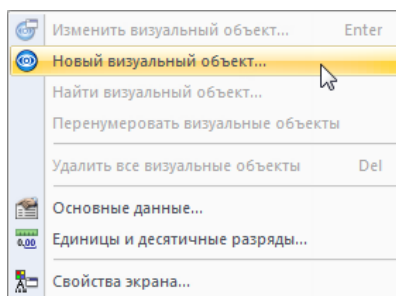 Изменить визуальный объект... Enter
Новый визуальный объект...
Найти визуальный объект...
Перенумеровать визуальные объекты
Удалить все визуальные объекты Del
Основные данные...
0,00 Единицы и десятичные разряды...
Свойства экрана...